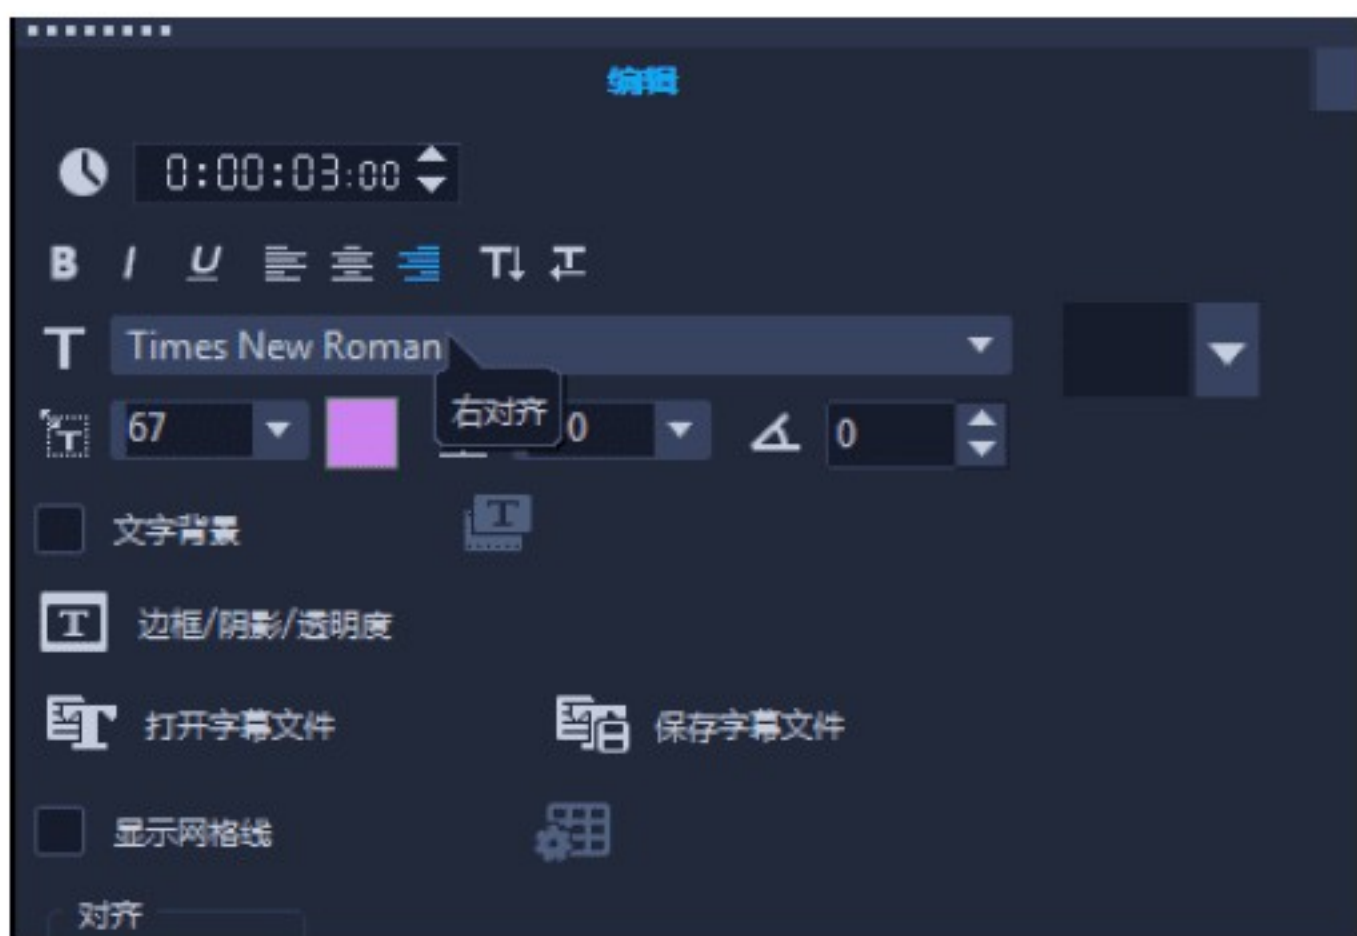 编辑
0:00:03:00
B I U
Times New Roman
67 右对齐 0 0
文字背景
边框/阴影/透明度
打开字幕文件 保存字幕文件
显示网格线
对齐